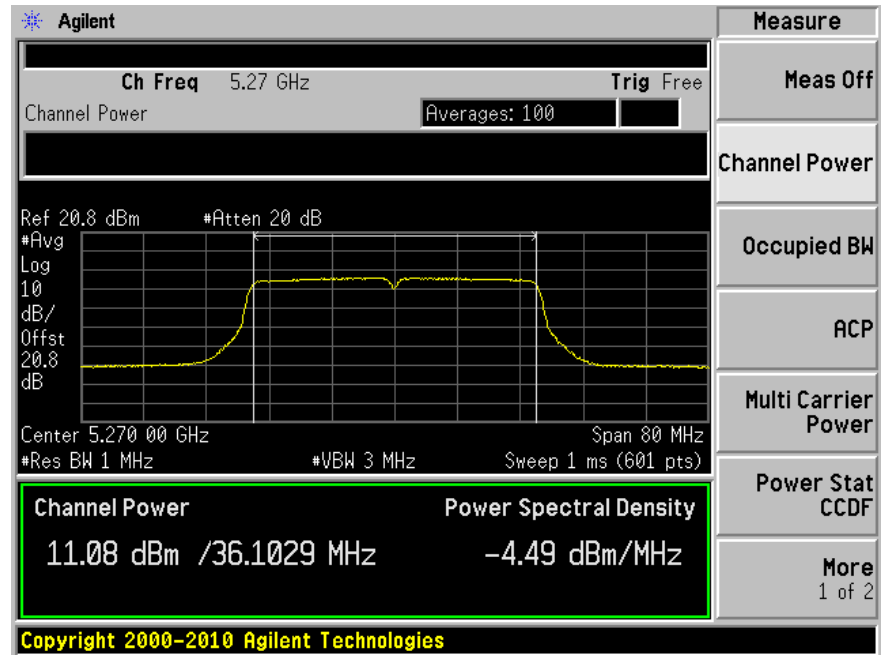 Agilent
Measure
Ch Freq 5.27 GHz Trig Free
Channel Power Averages: 100
Ref 20.8 dBm #Atten 20 dB
#Avg
Log
10
dB/
Offst
20.8
dB
Center 5.270 00 GHz Span 80 MHz
#Res BW 1 MHz #VBW 3 MHz Sweep 1 ms (601 pts)
Channel Power Power Spectral Density
11.08 dBm /36.1029 MHz -4.49 dBm/MHz
Copyright 2000-2010 Agilent Technologies
Meas Off
Channel Power
Occupied BW
ACP
Multi Carrier
Power
Power Stat
CCDF
More
1 of 2